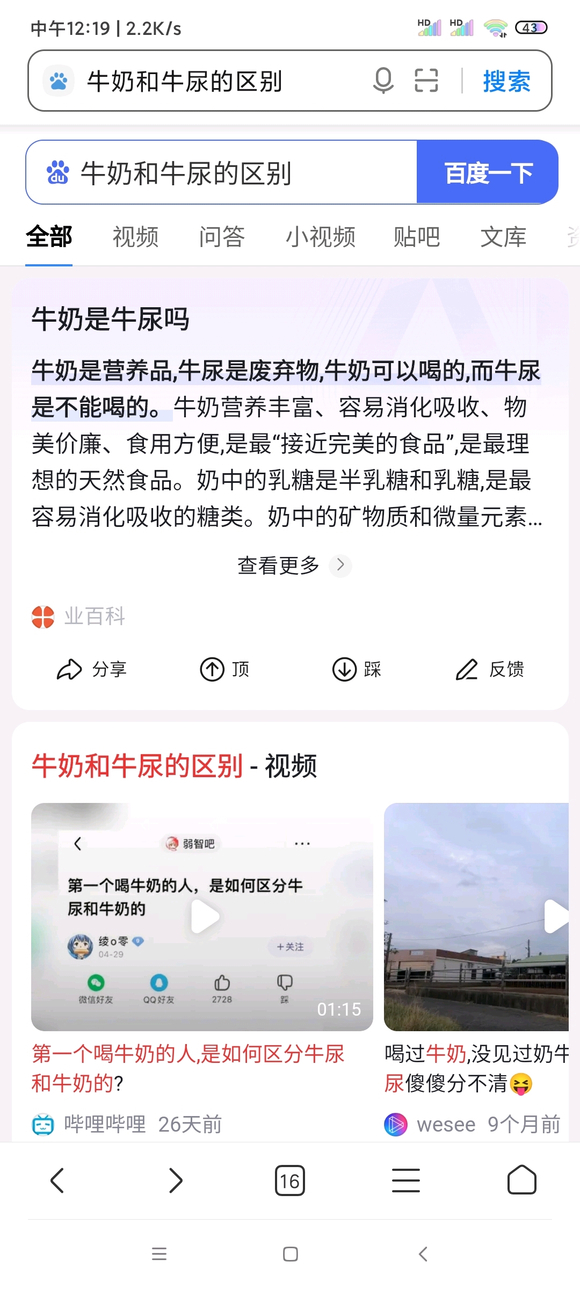 中午12:19 | 2.2K/s
HD
HD
43
牛奶和牛尿的区别
搜索
du
牛奶和牛尿的区别
百度一下
全部
视频
问答
小视频
贴吧
文库
牛奶是牛尿吗
牛奶是营养品,牛尿是废弃物,牛奶可以喝的,而牛尿
是不能喝的。牛奶营养丰富、容易消化吸收、物
美价廉、食用方便,是最“接近完美的食品”,是最理
想的天然食品。奶中的乳糖是半乳糖和乳糖,是最
容易消化吸收的糖类。奶中的矿物质和微量元素...
查看更多
业百科
分享
顶
踩
反馈
牛奶和牛尿的区别 - 视频
弱智吧
第一个喝牛奶的人，是如何区分牛
尿和牛奶的
绫o零
04-29
+关注
微信好友
QQ好友
2728
踩
01:15
第一个喝牛奶的人,是如何区分牛尿
和牛奶的?
哔哩哔哩 26天前
喝过牛奶,没见过奶牛
尿傻傻分不清😝
wesee 9个月前
16